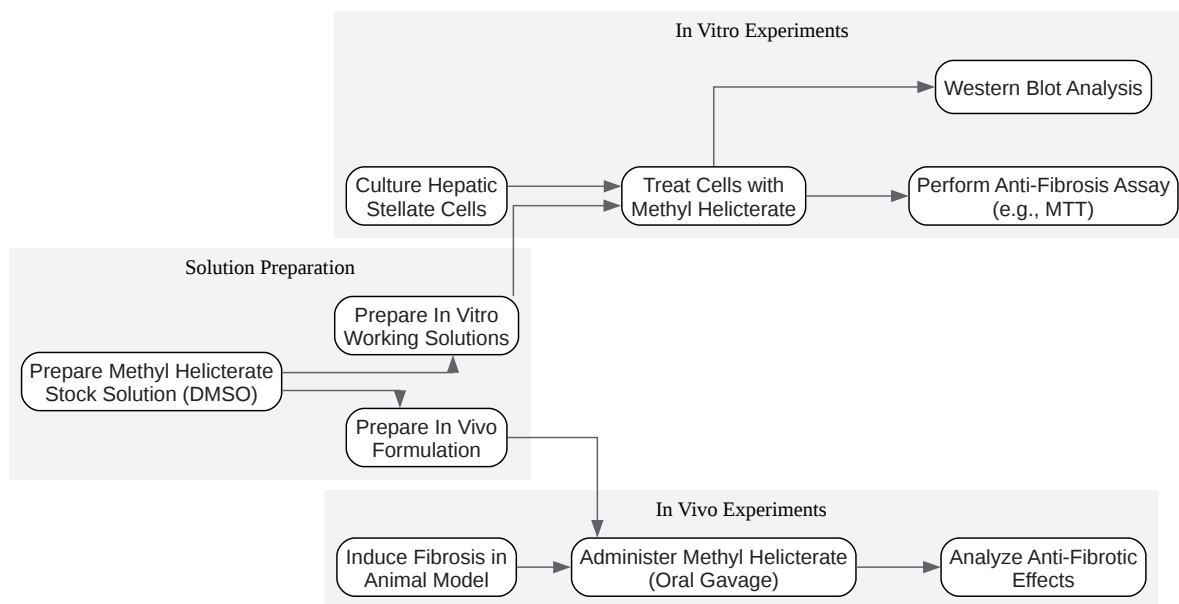 In Vitro Experiments
Western Blot Analysis
Culture Hepatic
Stellate Cells
Treat Cells with
Methyl Helicterate
Perform Anti-Fibrosis Assay
(e.g., MTT)
Solution Preparation
Prepare In Vitro
Working Solutions
Prepare Methyl Helicterate
Stock Solution (DMSO)
Prepare In Vivo
Formulation
In Vivo Experiments
Induce Fibrosis in
Animal Model
Administer Methyl Helicterate
(Oral Gavage)
Analyze Anti-Fibrotic
Effects